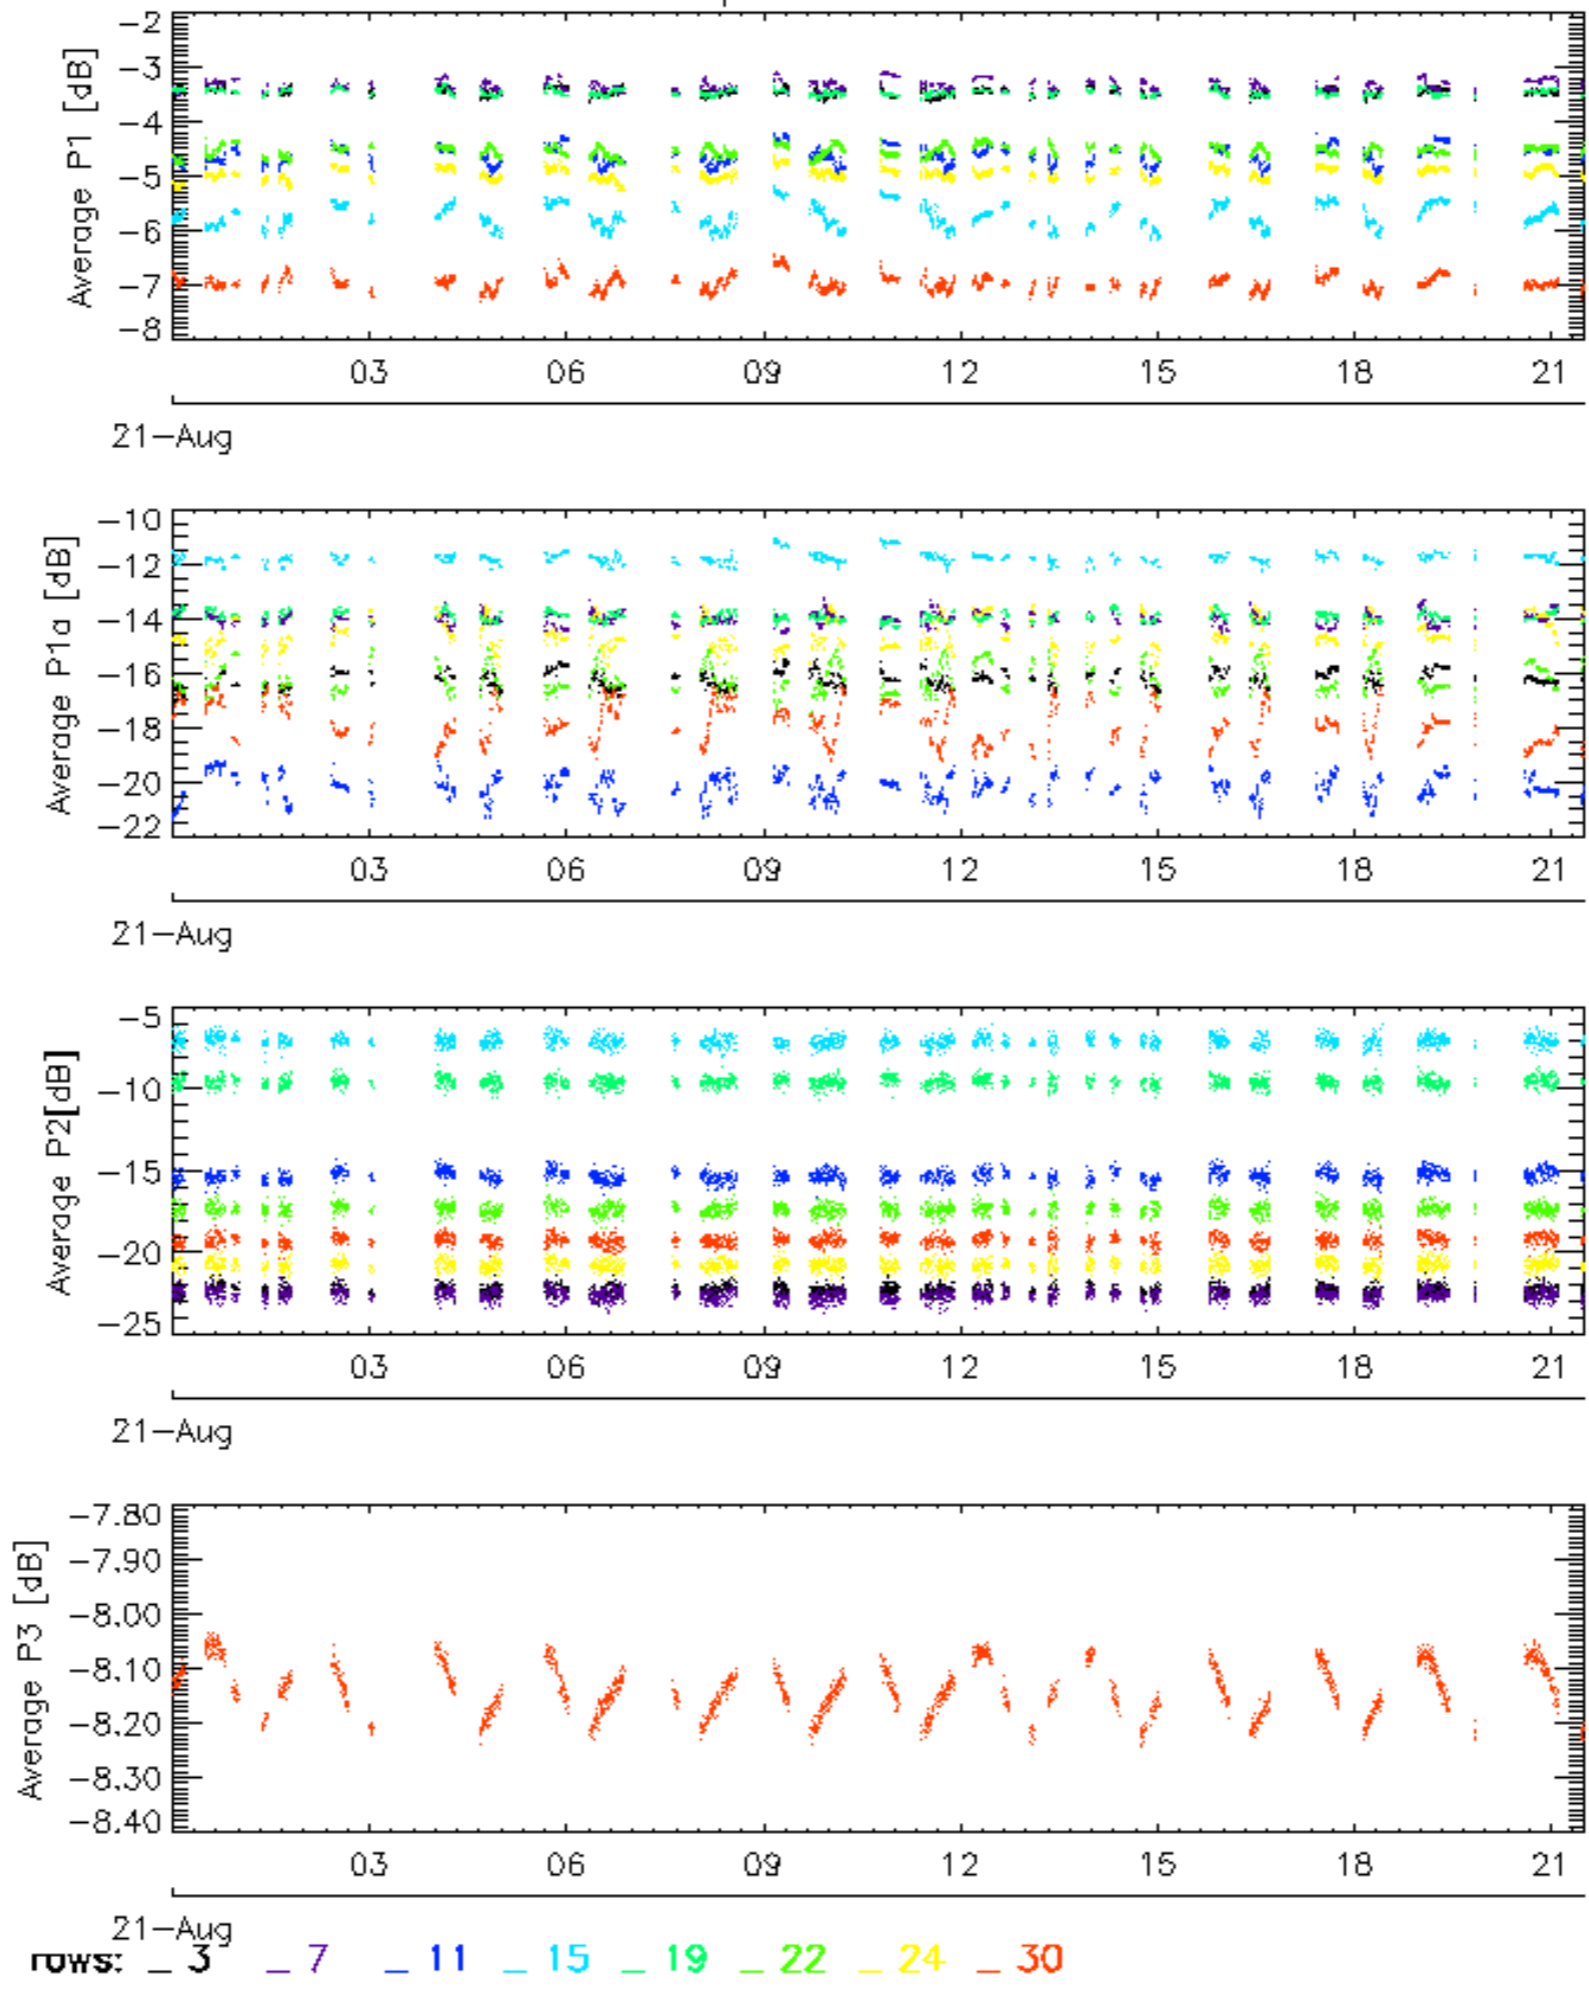 Average P1 [dB]
-2
-3
-4
-5
-6
-7
-8
03 06 09 12 15 18 21
21-Aug
Average P1a [dB]
-10
-12
-14
-16
-18
-20
-22
03 06 09 12 15 18 21
21-Aug
Average P2[dB]
-5
-10
-15
-20
-25
03 06 09 12 15 18 21
21-Aug
Average P3 [dB]
-7.80
-7.90
-8.00
-8.10
-8.20
-8.30
-8.40
03 06 09 12 15 18 21
21-Aug
rows: _ 3 _ 7 _ 11 _ 15 _ 19 _ 22 _ 24 _ 30